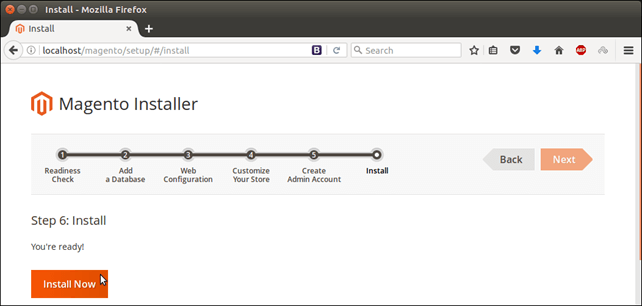 Install - Mozilla Firefox
Install
localhost/magento/setup/#/install
B
Search
ABP
Magento Installer
1 2 3 4 5
Readiness Check
Add a Database
Web Configuration
Customize Your Store
Create Admin Account
Install
Back
Next
Step 6: Install
You're ready!
Install Now